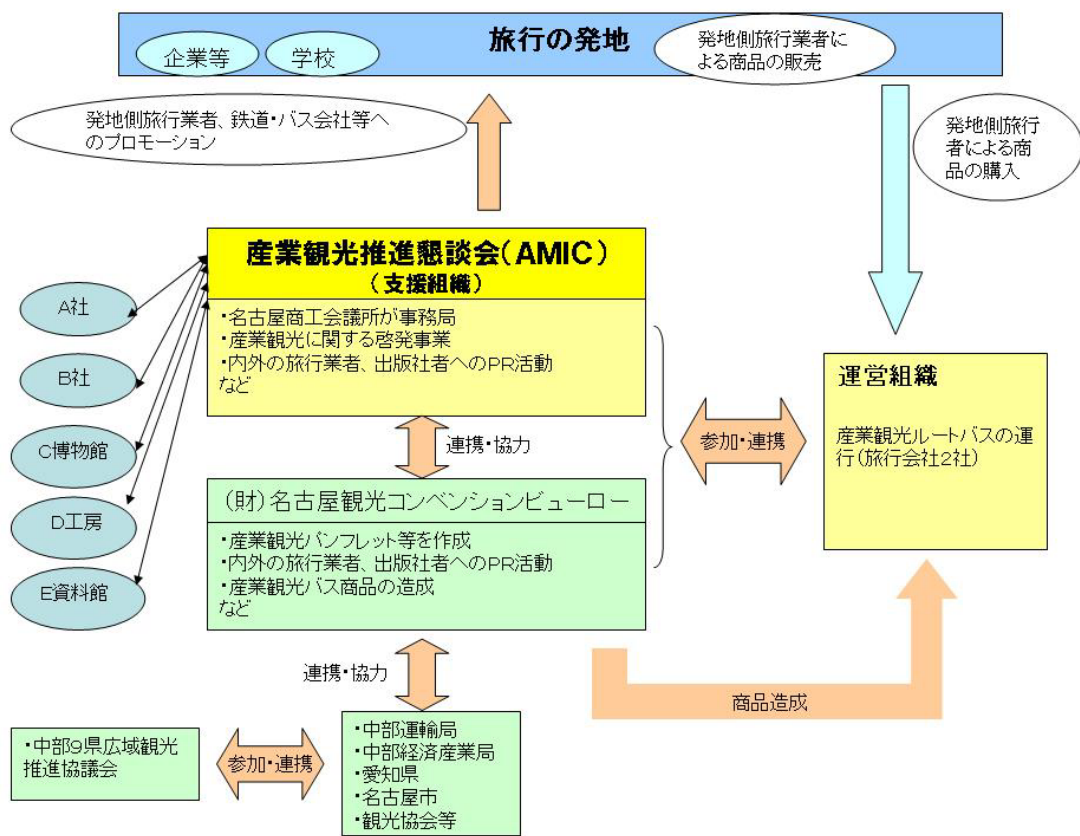 旅行の発地
企業等
学校
発地側旅行業者に
よる商品の販売
発地側旅行業者、鉄道・バス会社等へ
のプロモーション
発地側旅行
者による商
品の購入
産業観光推進懇談会(AMIC)
(支援組織)
・名古屋商工会議所が事務局
・産業観光に関する啓発事業
・内外の旅行業者、出版社者へのPR活動
など
A社
B社
C博物館
D工房
E資料館
連携・協力
参加・連携
運営組織
産業観光ルートバスの運
行(旅行会社2社)
(財)名古屋観光コンベンションビューロー
・産業観光パンフレット等を作成
・内外の旅行業者、出版社者へのPR活動
・産業観光バス商品の造成
など
連携・協力
商品造成
・中部9県広域観光
推進協議会
参加・連携
・中部運輸局
・中部経済産業局
・愛知県
・名古屋市
・観光協会等